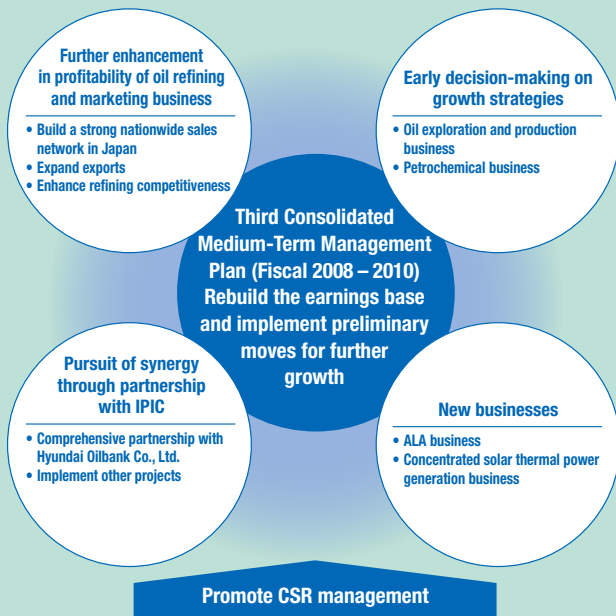 Further enhancement
in profitability of oil refining
and marketing business
• Build a strong nationwide sales
network in Japan
• Expand exports
• Enhance refining competitiveness
Early decision-making on
growth strategies
• Oil exploration and production
business
• Petrochemical business
Third Consolidated
Medium-Term Management
Plan (Fiscal 2008 – 2010)
Rebuild the earnings base
and implement preliminary
moves for further
growth
Pursuit of synergy
through partnership
with IPIC
• Comprehensive partnership with
Hyundai Oilbank Co., Ltd.
• Implement other projects
New businesses
• ALA business
• Concentrated solar thermal power
generation business
Promote CSR management